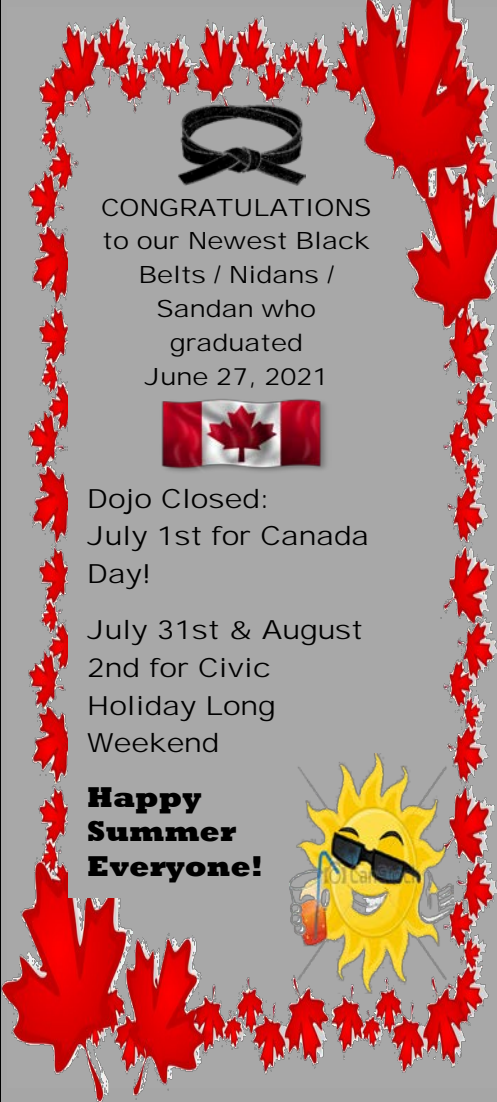 CONGRATULATIONS
to our Newest Black
Belts / Nidans /
Sandan who
graduated
June 27, 2021
Dojo Closed:
July 1st for Canada
Day!
July 31st & August
2nd for Civic
Holiday Long
Weekend
Happy
Summer
Everyone!